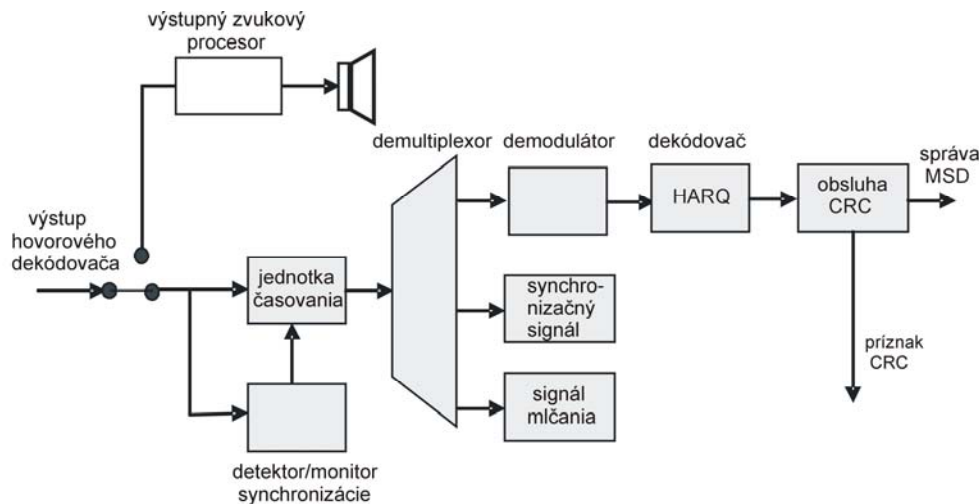 výstupný zvukový
procesor
demultiplexor
demodulátor
dekódovač
správa
MSD
HARQ
obsluha
CRC
výstup
hovorového
dekódovača
jednotka
časovania
synchro-
nizačný
signál
príznak
CRC
signál
mlčania
detektor/monitor
synchronizácie